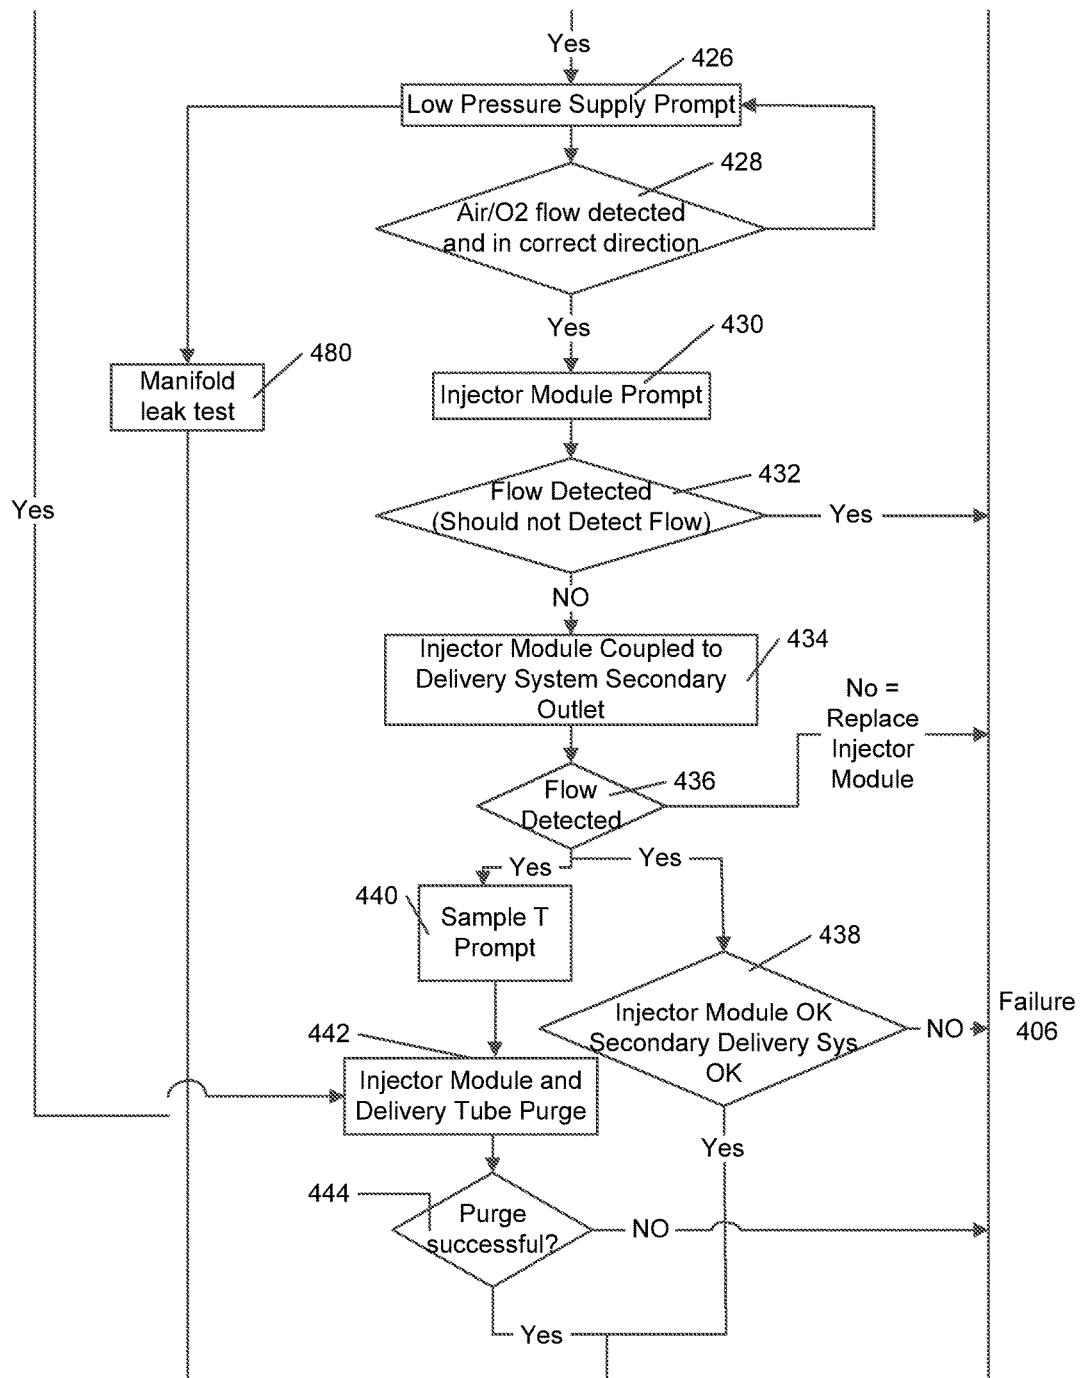 Yes
426
Low Pressure Supply Prompt
428
Air/O2 flow detected
and in correct direction
Yes
430
480
Manifold
leak test
Injector Module Prompt
432
Flow Detected
(Should not Detect Flow)
Yes
Yes
NO
434
Injector Module Coupled to
Delivery System Secondary
Outlet
No =
Replace
Injector
Module
436
Flow
Detected
Yes
Yes
440
Sample T
Prompt
438
Injector Module OK
Secondary Delivery Sys
OK
NO
Failure
406
442
Injector Module and
Delivery Tube Purge
Yes
444
Purge
successful?
NO
Yes